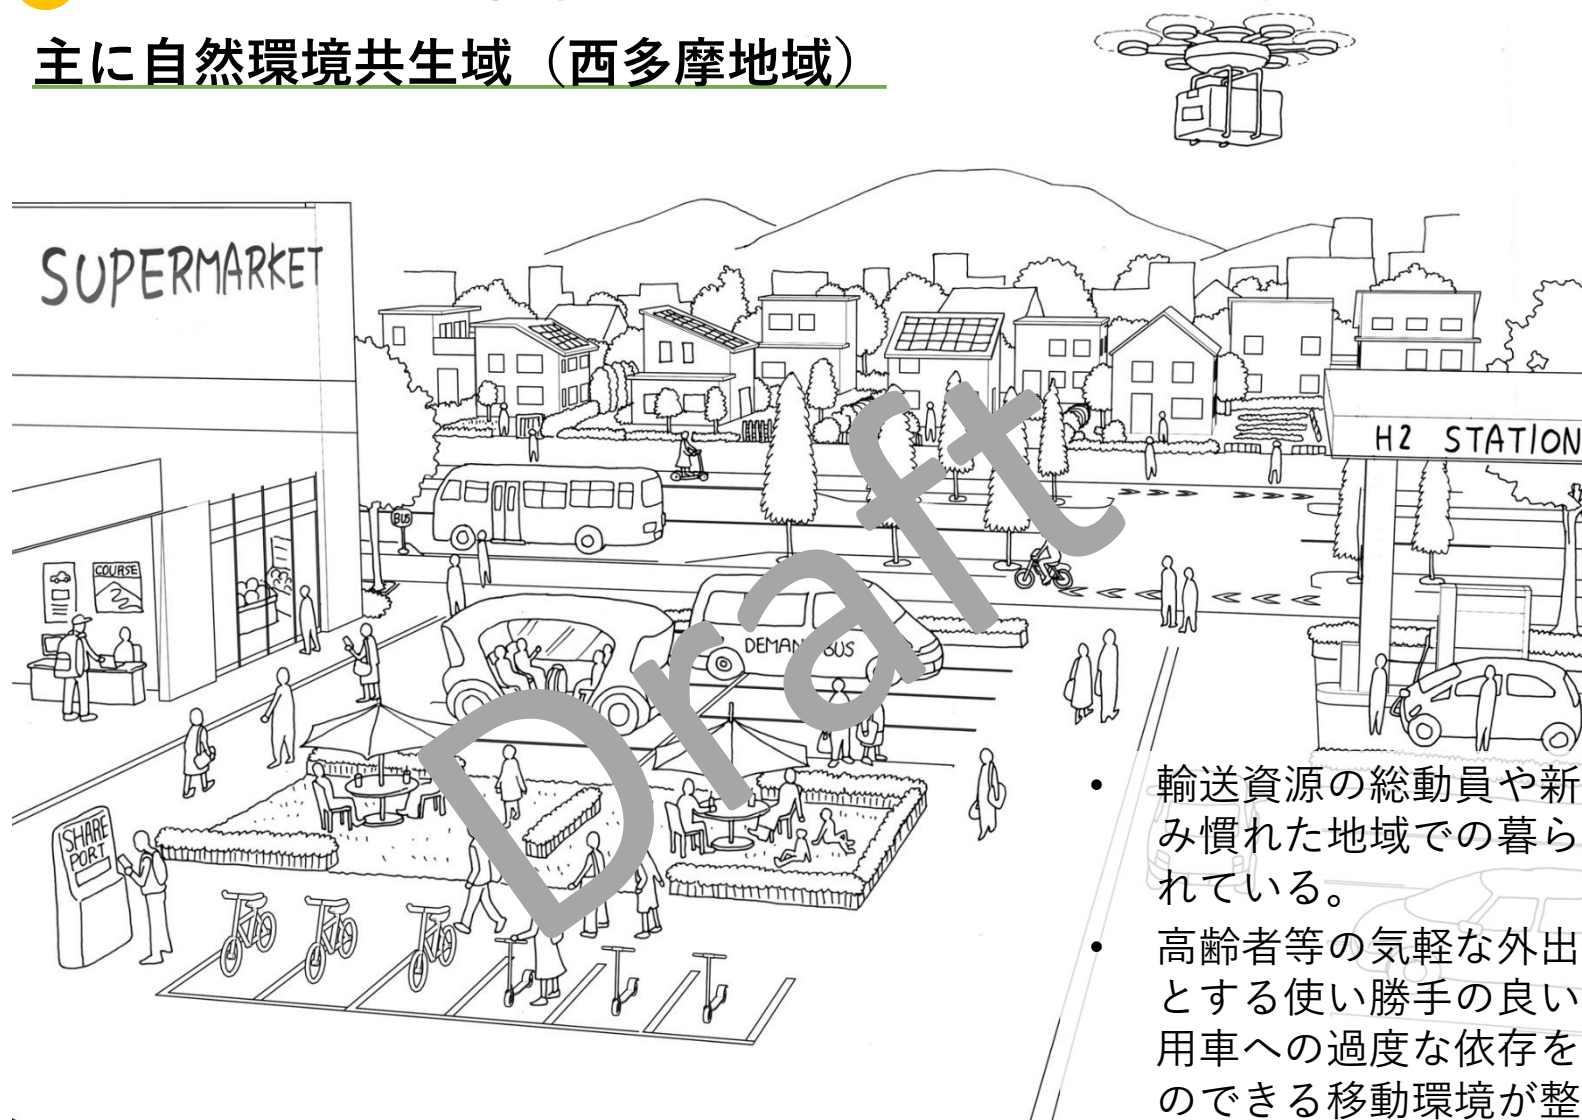 主に自然環境共生域（西多摩地域）
SUPERMARKET
H2 STATION
BUS
COURSE
DEMAND BUS
SHARE
PORT
Draft
• 輸送資源の総動員や新
み慣れた地域での暮ら
れている。
• 高齢者等の気軽な外出
とする使い勝手の良い
用車への過度な依存を
のできる移動環境が整